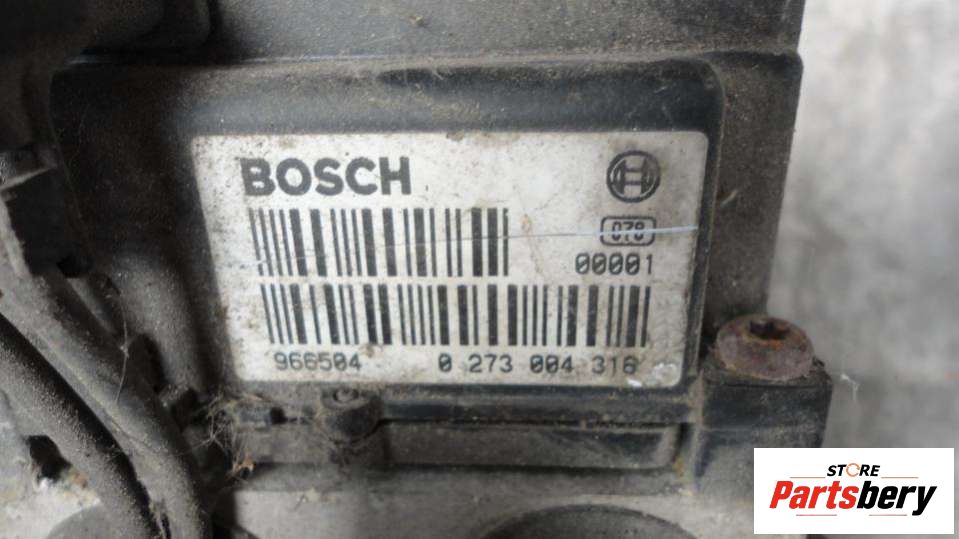 BOSCH
078
00001
966504 0 273 004 316
STORE
Partsbery